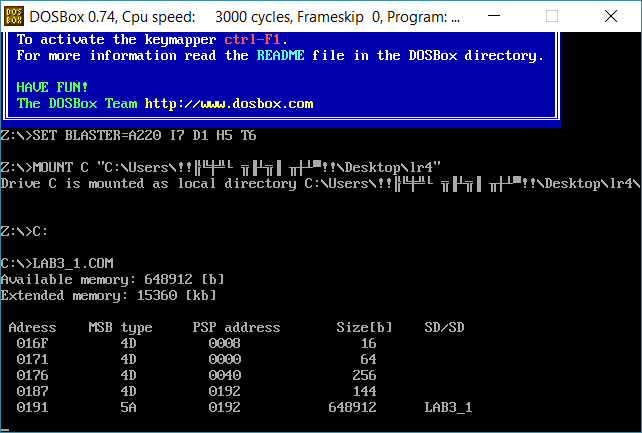 DOSBox 0.74, Cpu speed: 3000 cycles, Frameskip 0, Program: ...
To activate the keymapper ctrl-F1.
For more information read the README file in the DOSBox directory.
HAVE FUN!
The DOSBox Team http://www.dosbox.com
Z:\>SET BLASTER=A220 I7 D1 H5 T6
Z:\>MOUNT C "C:\Users\!!\Desktop\lr4"
Drive C is mounted as local directory C:\Users\!!\Desktop\lr4\
Z:\>C:
C:\>LAB3_1.COM
Available memory: 648912 [b]
Extended memory: 15360 [kb]
Adress MSB type PSP address Size[b] SD/SD
016F 4D 0008 16
0171 4D 0000 64
0176 4D 0040 256
0187 4D 0192 144
0191 5A 0192 648912 LAB3_1